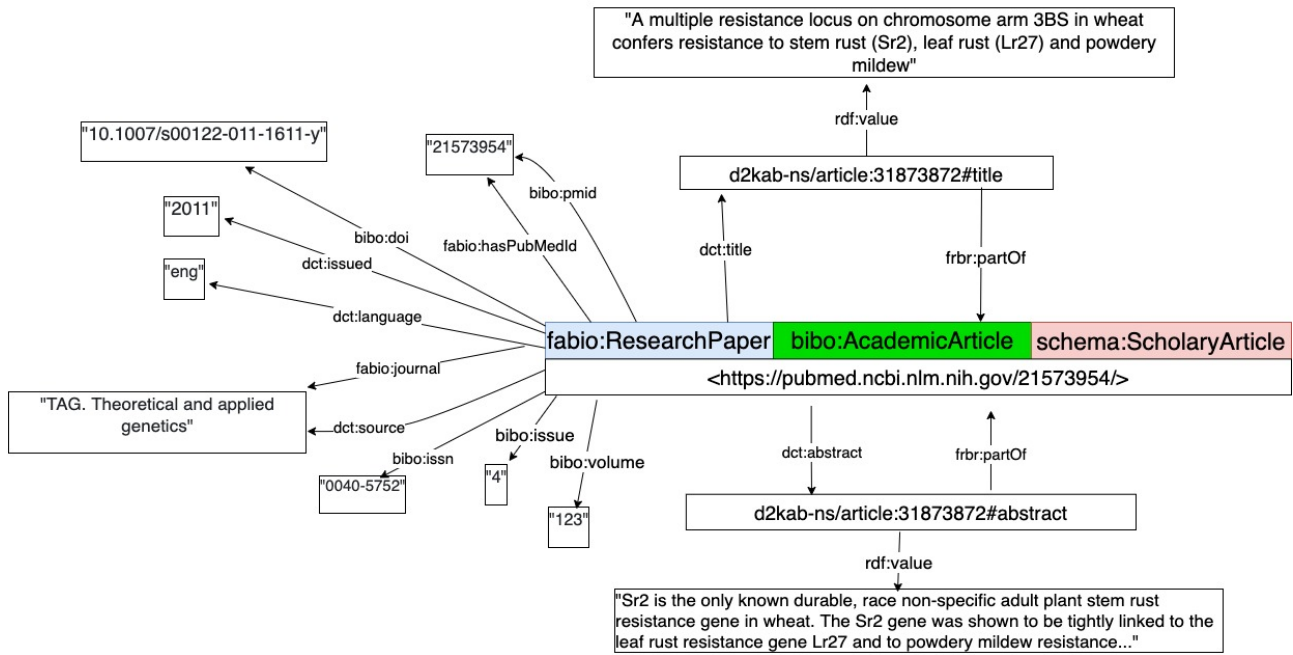 "A multiple resistance locus on chromosome arm 3BS in wheat
confers resistance to stem rust (Sr2), leaf rust (Lr27) and powdery
mildew"
rdf:value
"10.1007/s00122-011-1611-y"
"21573954"
d2kab-ns/article:31873872#title
bibo:pmid
"2011"
bibo:doi
fabio:hasPubMedId
dct:title
frbr:partOf
dct:issued
"eng"
dct:language
fabio:ResearchPaper
bibo:AcademicArticle
schema:ScholaryArticle
fabio:journal
<https://pubmed.ncbi.nlm.nih.gov/21573954/>
"TAG. Theoretical and applied
genetics"
dct:source
bibo:issue
bibo:issn
bibo:volume
dct:abstract
frbr:partOf
"0040-5752"
"4"
"123"
d2kab-ns/article:31873872#abstract
rdf:value
"Sr2 is the only known durable, race non-specific adult plant stem rust
resistance gene in wheat. The Sr2 gene was shown to be tightly linked to the
leaf rust resistance gene Lr27 and to powdery mildew resistance..."